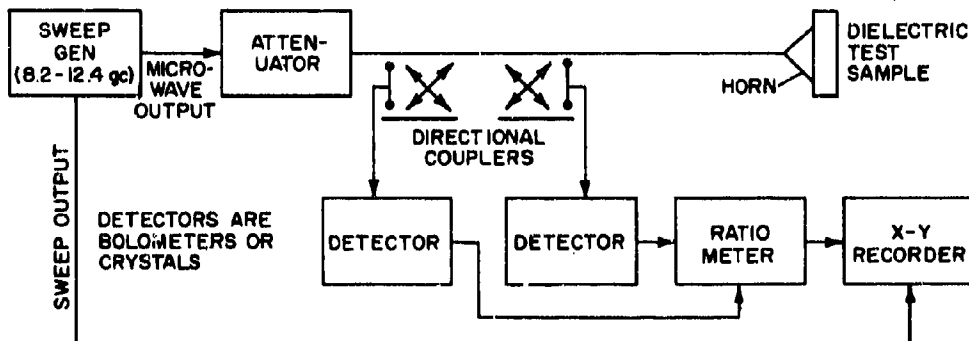 SWEEP
GEN
(8.2-12.4 gc)
MICRO-
WAVE
OUTPUT
ATTEN-
UATOR
HORN
DIELECTRIC
TEST
SAMPLE
DIRECTIONAL
COUPLERS
SWEEP OUTPUT
DETECTORS ARE
BOLOMETERS OR
CRYSTALS
DETECTOR
DETECTOR
RATIO
METER
X-Y
RECORDER